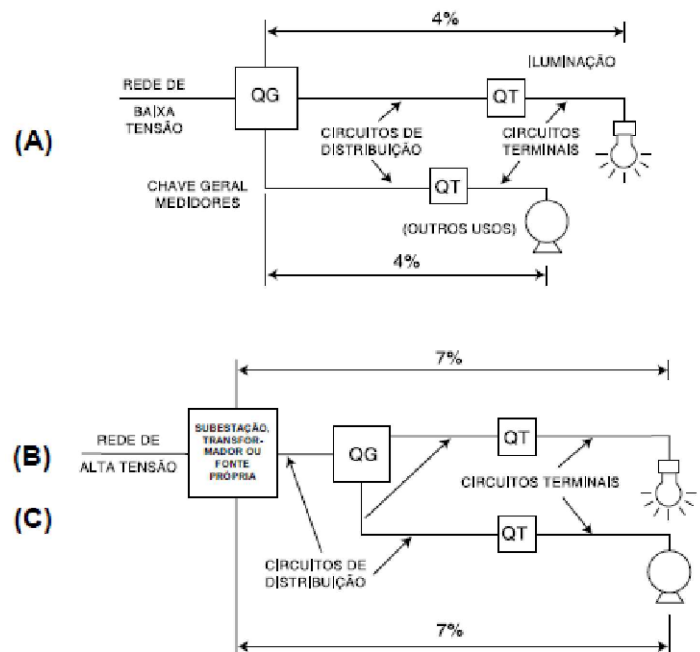 4%
ILUMINAÇÃO
REDE DE
BAIXA
TENSÃO
QG
QT
(A)
CIRCUITOS DE
DISTRIBUIÇÃO
CIRCUITOS
TERMINAIS
CHAVE GERAL
MEDIDORES
QT
(OUTROS USOS)
4%
7%
SUBESTAÇÃO,
TRANSFOR-
MADOR OU
FONTE
PRÓPRIA
REDE DE
ALTA TENSÃO
(B)
QG
QT
CIRCUITOS TERMINAIS
(C)
QT
CIRCUITOS DE
DISTRIBUIÇÃO
7%